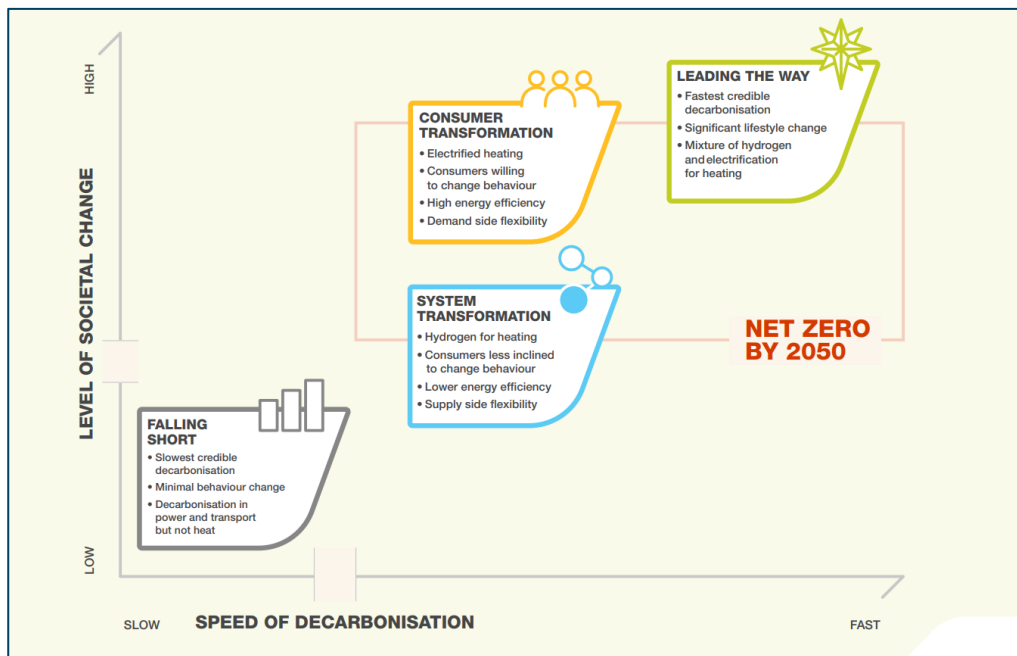 HIGH
LEVEL OF SOCIETAL CHANGE
LOW
CONSUMER
TRANSFORMATION
• Electrified heating
• Consumers willing
to change behaviour
• High energy efficiency
• Demand side flexibility
LEADING THE WAY
• Fastest credible
decarbonisation
• Significant lifestyle change
• Mixture of hydrogen
and electrification
for heating
SYSTEM
TRANSFORMATION
• Hydrogen for heating
• Consumers less inclined
to change behaviour
• Lower energy efficiency
• Supply side flexibility
NET ZERO
BY 2050
FALLING
SHORT
• Slowest credible
decarbonisation
• Minimal behaviour change
• Decarbonisation in
power and transport
but not heat
SLOW
SPEED OF DECARBONISATION
FAST